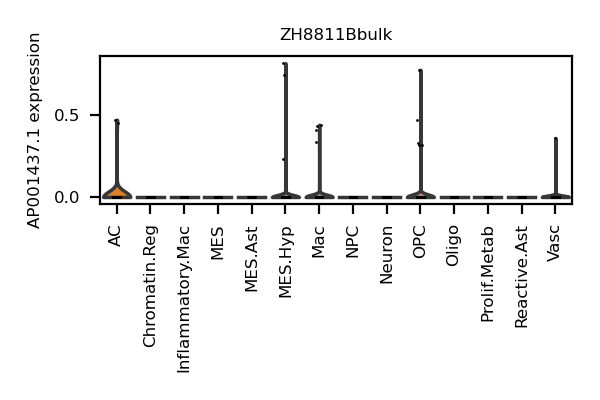 ZH8811Bbulk
AP001437.1 expression
0.5
0.0
AC
Chromatin.Reg
Inflammatory.Mac
MES
MES.Ast
MES.Hyp
Mac
NPC
Neuron
OPC
Oligo
Prolif.Metab
Reactive.Ast
Vasc